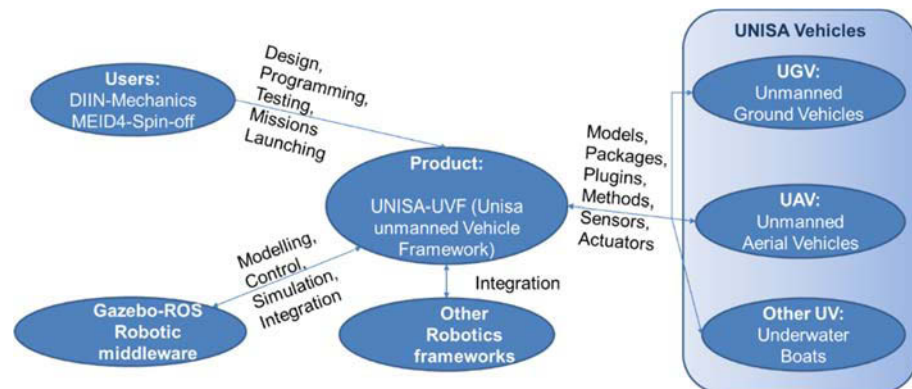 Users:
DIIN-Mechanics
MEID4-Spin-off
Design,
Programming,
Testing,
Missions
Launching
Product:
UNISA-UVF (Unisa
unmanned Vehicle
Framework)
Modelling,
Control,
Simulation,
Integration
Gazebo-ROS
Robotic
middleware
Integration
Other
Robotics
frameworks
Models,
Packages,
Plugins,
Methods,
Sensors,
Actuators
UNISA Vehicles
UGV:
Unmanned
Ground Vehicles
UAV:
Unmanned
Aerial Vehicles
Other UV:
Underwater
Boats